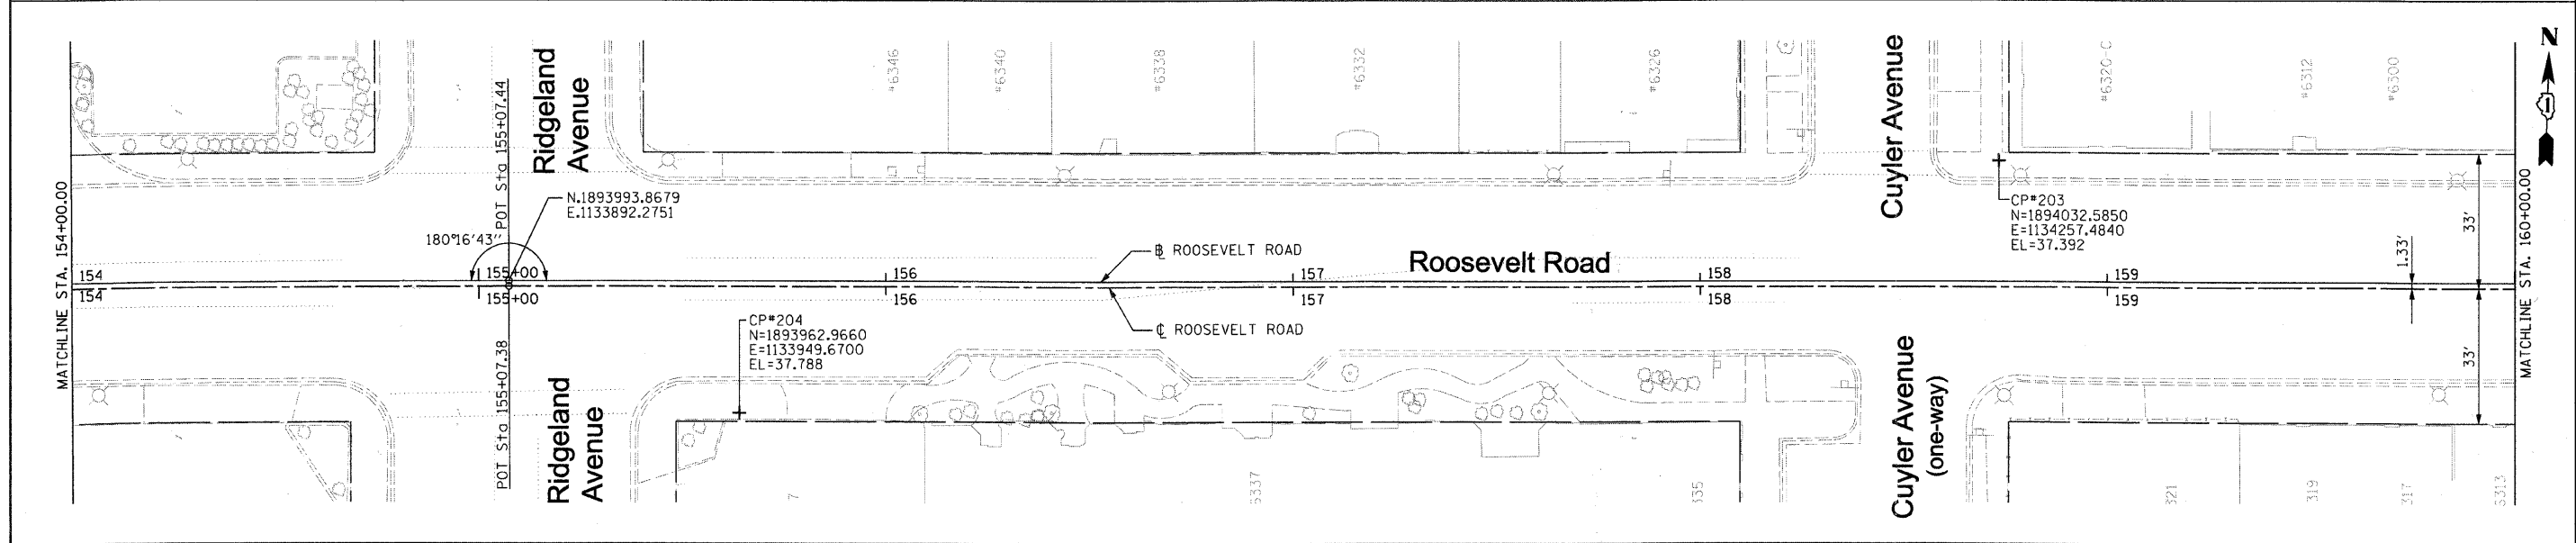 MATCHLINE STA. 154+00.00
154
154
POT Sta 155+07.44
Ridgeland
Avenue
N.1893993.8679
E.1133892.2751
180°16'43"
155+00
155+00
POT Sta 155+07.38
Ridgeland
Avenue
CP#204
N=1893962.9660
E=1133949.6700
EL=37.788
#6346
#6340
#6338
#6332
#6326
156
156
℄ ROOSEVELT ROAD
157
157
Roosevelt Road
158
158
Cuyler Avenue
CP#203
N=1894032.5850
E=1134257.4840
EL=37.392
#6320-C
#6312
#6300
159
159
1.33'
33'
33'
Cuyler Avenue
(one-way)
7
6337
335
321
319
317
6313
ROOSEVELT ROAD
MATCHLINE STA. 160+00.00
N